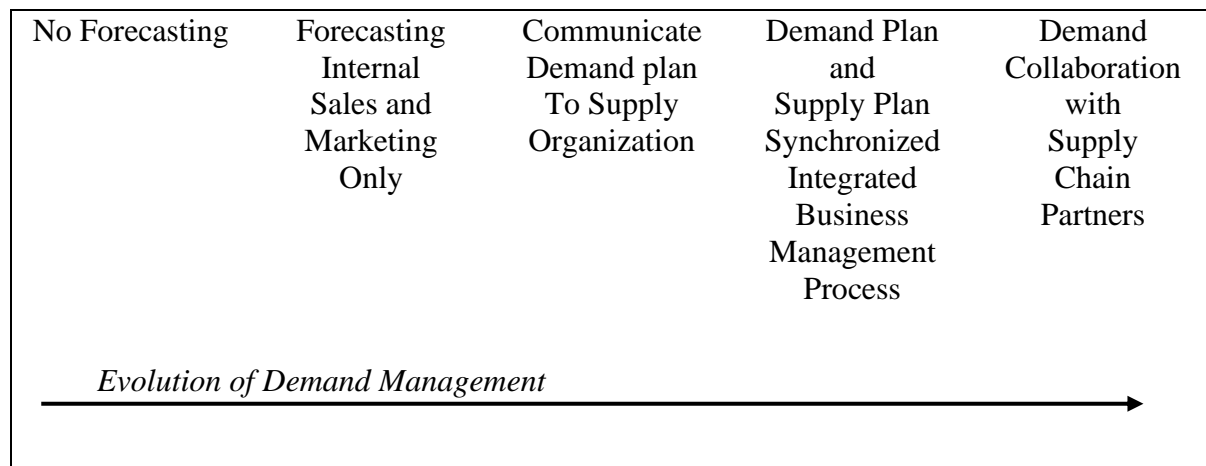 No Forecasting
Forecasting
Internal
Sales and
Marketing
Only
Communicate
Demand plan
To Supply
Organization
Demand Plan
and
Supply Plan
Synchronized
Integrated
Business
Management
Process
Demand
Collaboration
with
Supply
Chain
Partners
Evolution of Demand Management